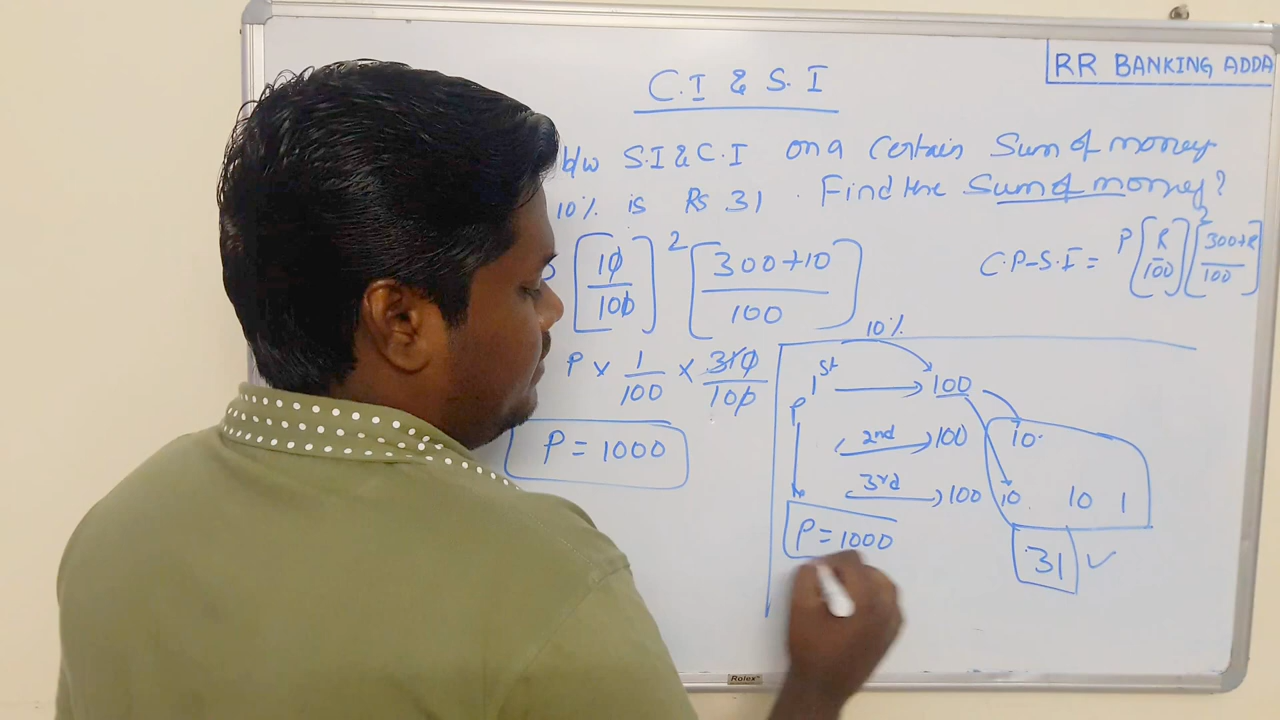 RR BANKING ADDA
C.I & S.I
b/w S.I & C.I on a Certain Sum of money
10% is Rs 31. Find the Sum of money?
[10/100]² [300+10/100]
C.P-S.I = P[R/100]² [300+R/100]
P × 1/100 × 310/100
P = 1000
10%
P 1st → 100
10
2nd → 100
3rd → 100 10 10 1
P = 1000
31 ✓
Rolex